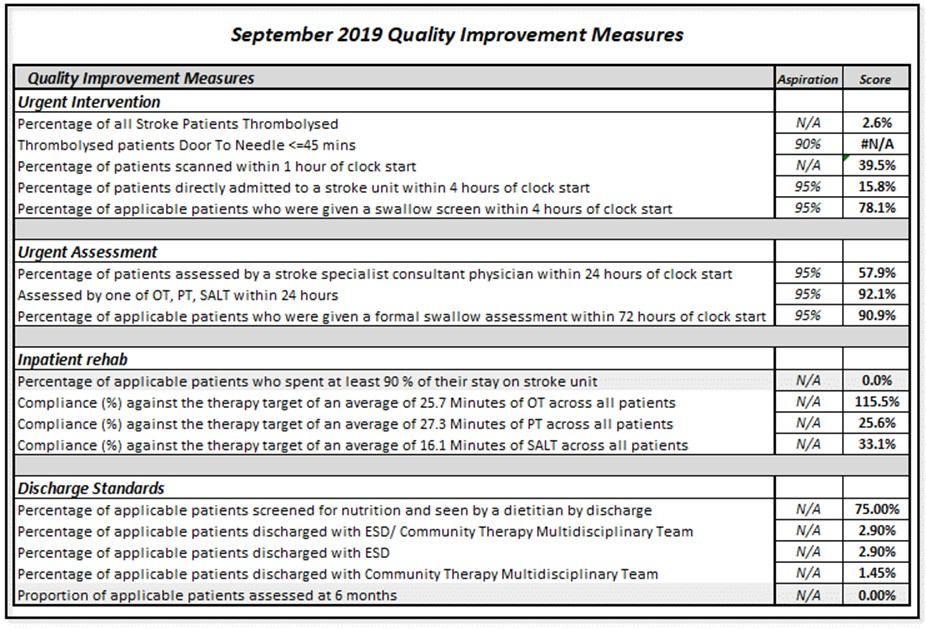 September 2019 Quality Improvement Measures
Quality Improvement Measures Aspiration Score
Urgent Intervention
Percentage of all Stroke Patients Thrombolysed N/A 2.6%
Thrombolysed patients Door To Needle <=45 mins 90% #N/A
Percentage of patients scanned within 1 hour of clock start N/A 39.5%
Percentage of patients directly admitted to a stroke unit within 4 hours of clock start 95% 15.8%
Percentage of applicable patients who were given a swallow screen within 4 hours of clock start 95% 78.1%
Urgent Assessment
Percentage of patients assessed by a stroke specialist consultant physician within 24 hours of clock start 95% 57.9%
Assessed by one of OT, PT, SALT within 24 hours 95% 92.1%
Percentage of applicable patients who were given a formal swallow assessment within 72 hours of clock start 95% 90.9%
Inpatient rehab
Percentage of applicable patients who spent at least 90 % of their stay on stroke unit N/A 0.0%
Compliance (%) against the therapy target of an average of 25.7 Minutes of OT across all patients N/A 115.5%
Compliance (%) against the therapy target of an average of 27.3 Minutes of PT across all patients N/A 25.6%
Compliance (%) against the therapy target of an average of 16.1 Minutes of SALT across all patients N/A 33.1%
Discharge Standards
Percentage of applicable patients screened for nutrition and seen by a dietitian by discharge N/A 75.00%
Percentage of applicable patients discharged with ESD/ Community Therapy Multidisciplinary Team N/A 2.90%
Percentage of applicable patients discharged with ESD N/A 2.90%
Percentage of applicable patients discharged with Community Therapy Multidisciplinary Team N/A 1.45%
Proportion of applicable patients assessed at 6 months N/A 0.00%